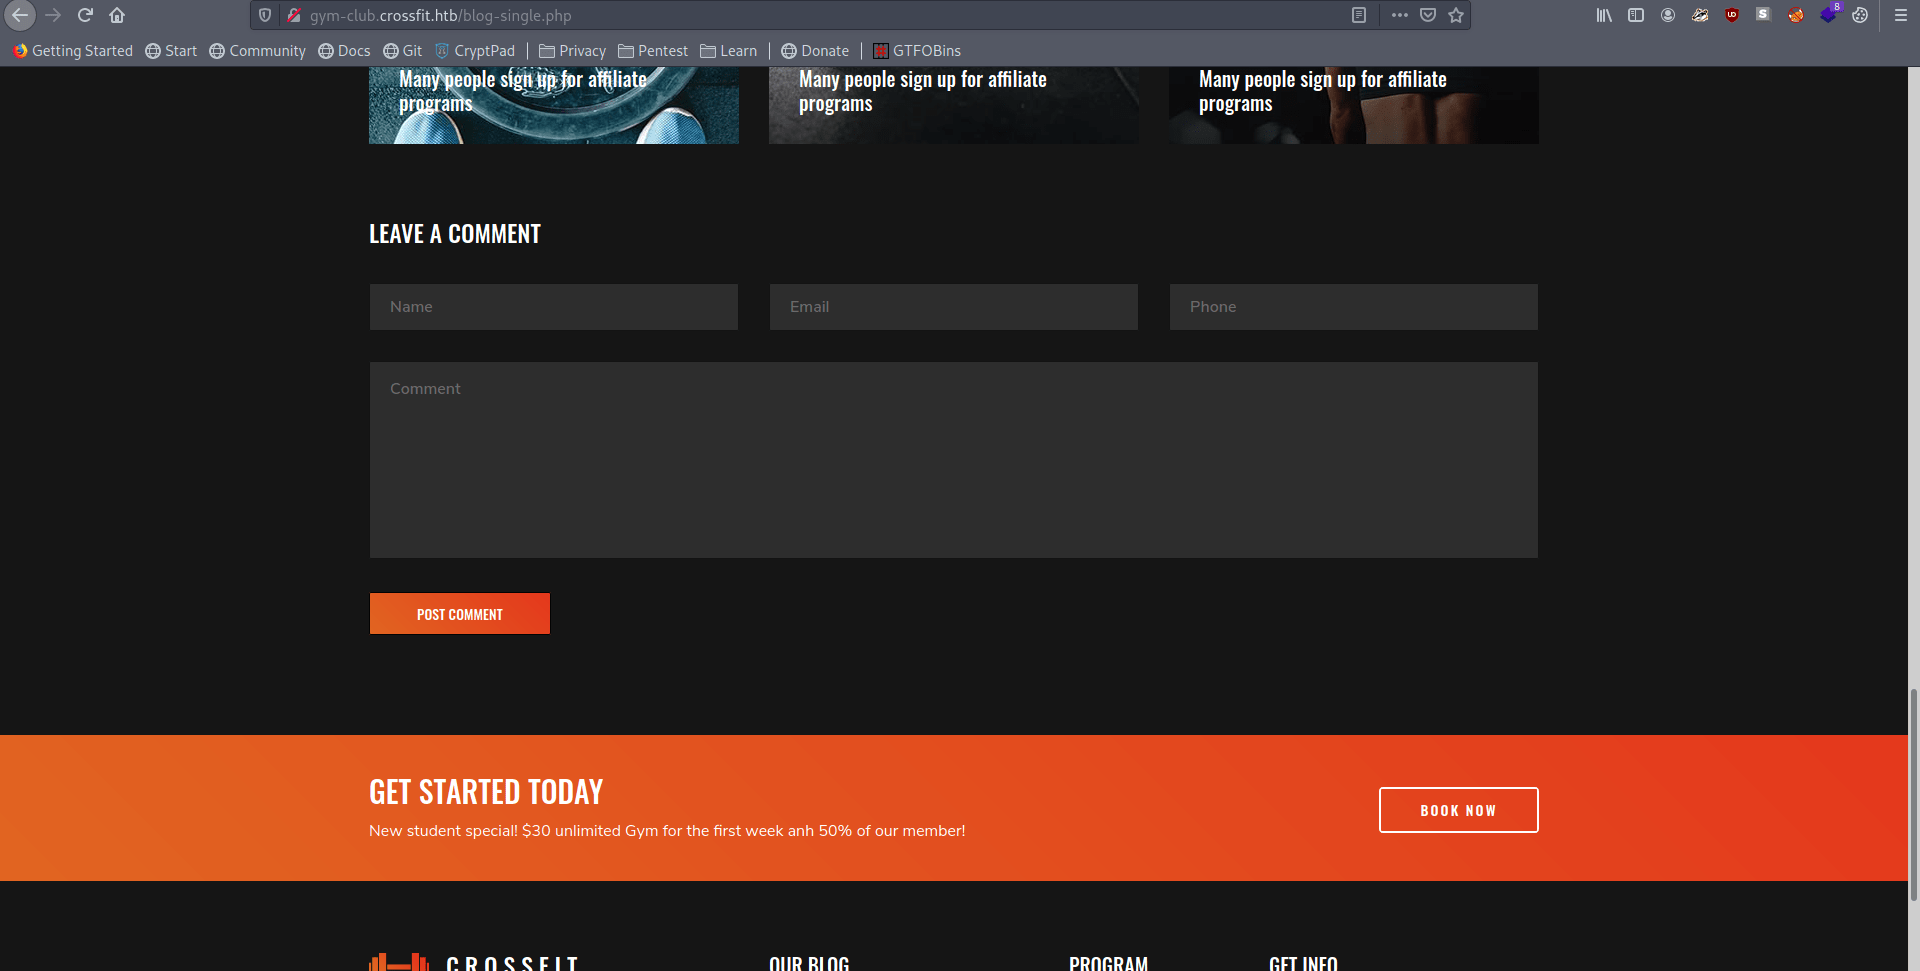 gym-club.crossfit.htb/blog-single.php
8
Getting Started Start Community Docs Git CryptPad Privacy Pentest Learn Donate GTFOBins
Many people sign up for affiliate
programs
Many people sign up for affiliate
programs
Many people sign up for affiliate
programs
LEAVE A COMMENT
Name Email Phone
Comment
POST COMMENT
GET STARTED TODAY
New student special! $30 unlimited Gym for the first week anh 50% of our member!
BOOK NOW
CROSSFIT OUR BLOG PROGRAM GET INFO